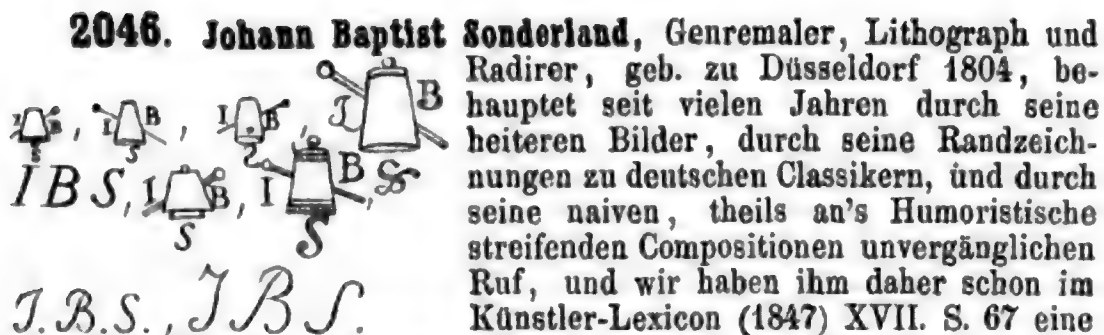 2046. Johann Baptist Sonderland, Genremaler, Lithograph und
Radirer, geb. zu Düsseldorf 1804, be-
hauptet seit vielen Jahren durch seine
heiteren Bilder, durch seine Randzeich-
nungen zu deutschen Classikern, und durch
seine naiven, theils an's Humoristische
streifenden Compositionen unvergänglichen
Ruf, und wir haben ihm daher schon im
Künstler-Lexicon (1847) XVII. S. 67 eine
I B S, I B S, I B S, I B S
I B S, I B S, I B S
J.B.S., J B S.